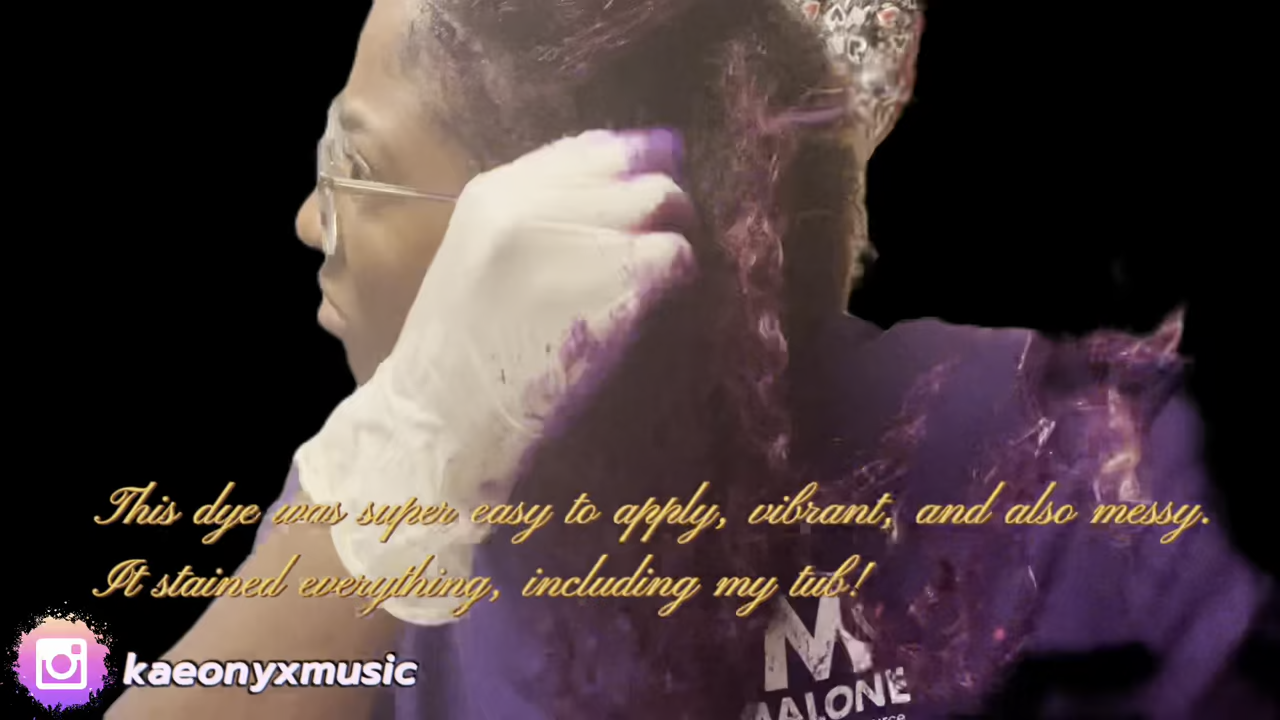 This dye was super easy to apply, vibrant, and also messy.
It stained everything, including my tub!
kaeonyxmusic
M
MALONE